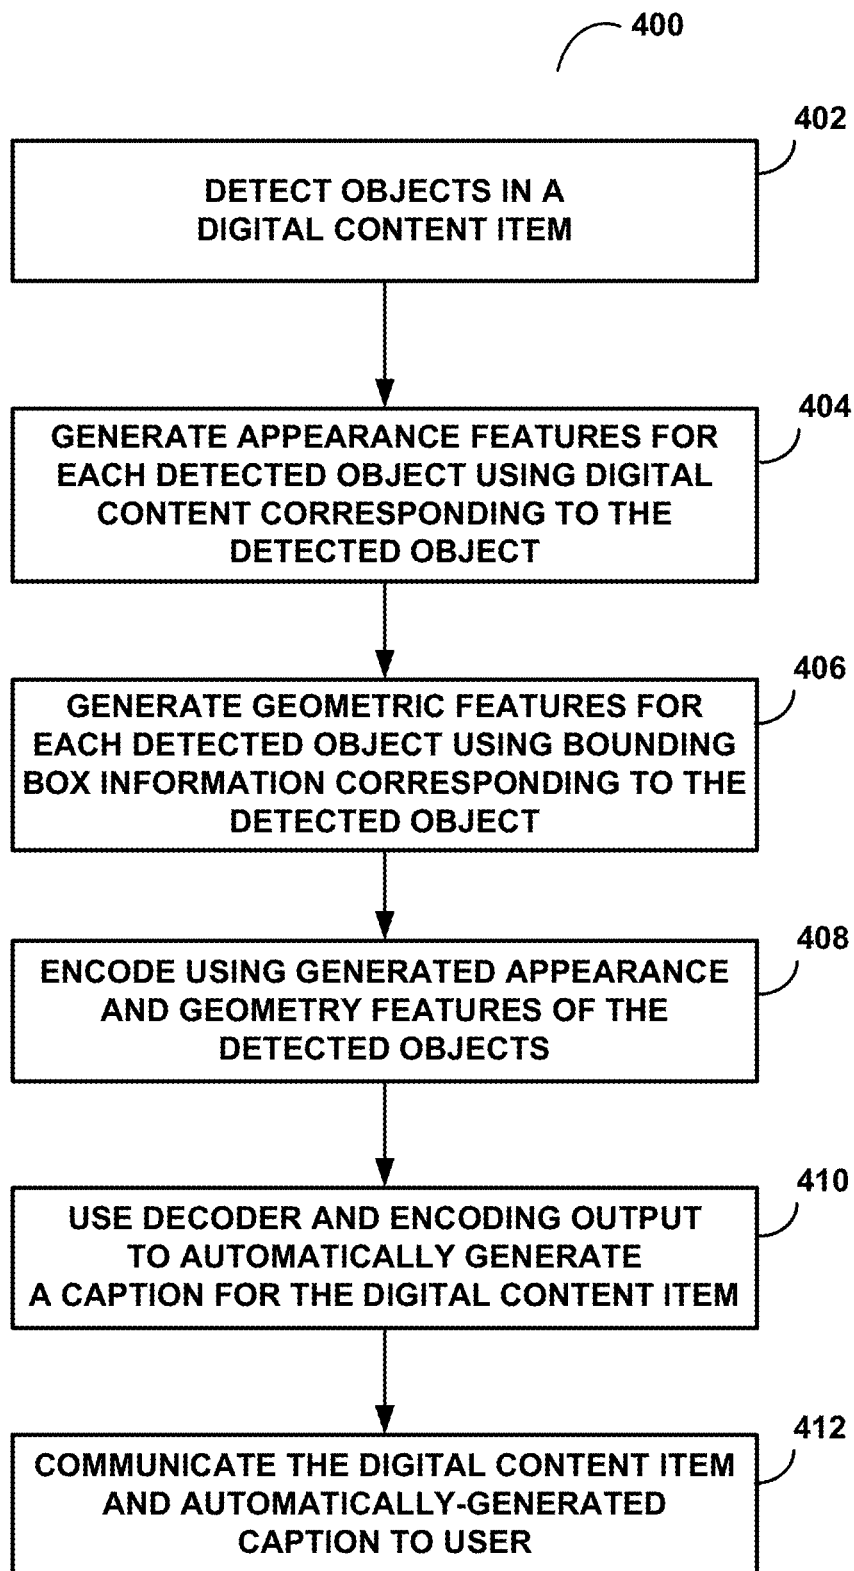 400
402
DETECT OBJECTS IN A
DIGITAL CONTENT ITEM
404
GENERATE APPEARANCE FEATURES FOR
EACH DETECTED OBJECT USING DIGITAL
CONTENT CORRESPONDING TO THE
DETECTED OBJECT
406
GENERATE GEOMETRIC FEATURES FOR
EACH DETECTED OBJECT USING BOUNDING
BOX INFORMATION CORRESPONDING TO THE
DETECTED OBJECT
408
ENCODE USING GENERATED APPEARANCE
AND GEOMETRY FEATURES OF THE
DETECTED OBJECTS
410
USE DECODER AND ENCODING OUTPUT
TO AUTOMATICALLY GENERATE
A CAPTION FOR THE DIGITAL CONTENT ITEM
412
COMMUNICATE THE DIGITAL CONTENT ITEM
AND AUTOMATICALLY-GENERATED
CAPTION TO USER